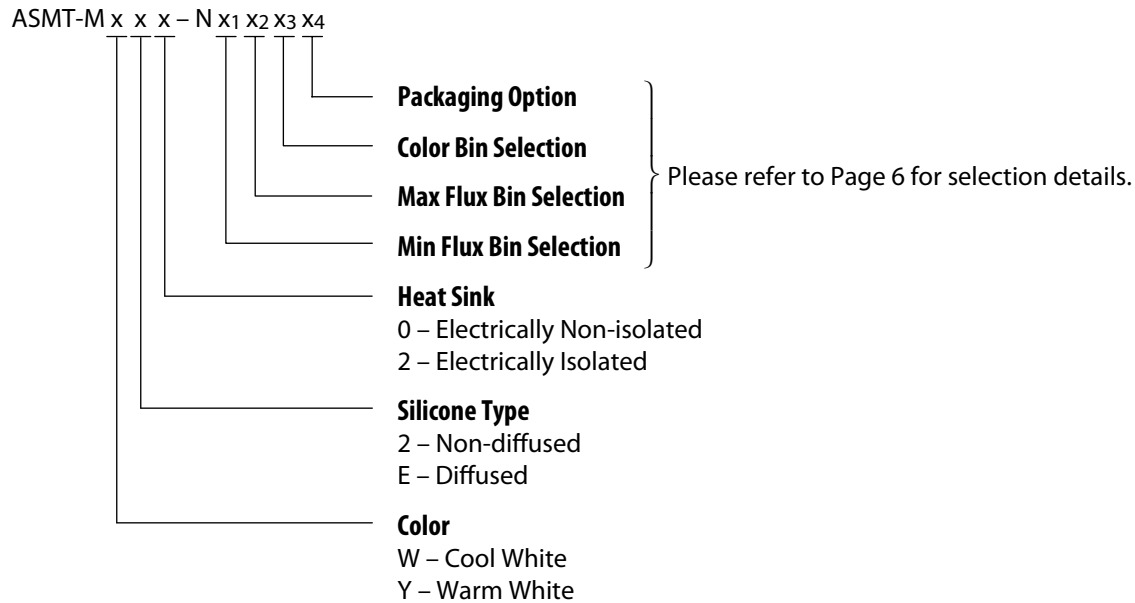 ASMT-M x x x – N x1 x2 x3 x4
Packaging Option
Color Bin Selection
Max Flux Bin Selection
Min Flux Bin Selection
Please refer to Page 6 for selection details.
Heat Sink
0 – Electrically Non-isolated
2 – Electrically Isolated
Silicone Type
2 – Non-diffused
E – Diffused
Color
W – Cool White
Y – Warm White